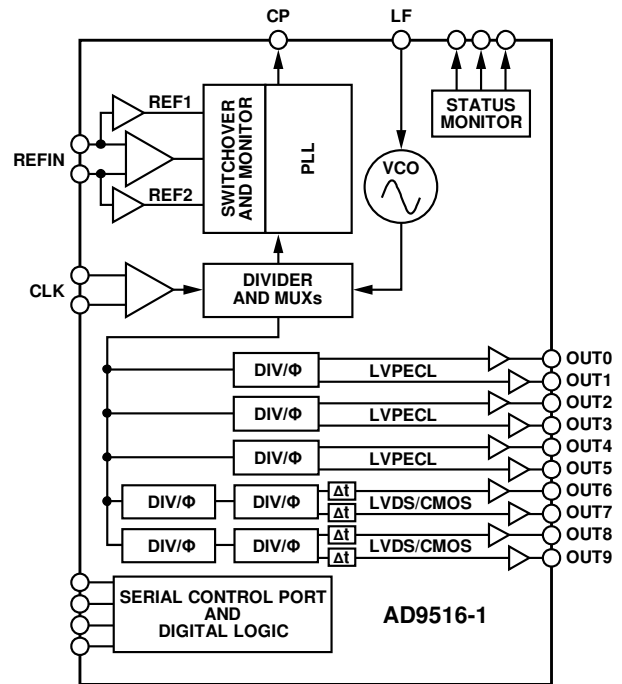 CP
LF
REF1
REFIN
REF2
SWITCHOVER
AND MONITOR
PLL
STATUS
MONITOR
VCO
CLK
DIVIDER
AND MUXs
DIV/Φ
LVPECL
OUT0
OUT1
DIV/Φ
LVPECL
OUT2
OUT3
DIV/Φ
LVPECL
OUT4
OUT5
DIV/Φ
DIV/Φ
Δt
Δt
LVDS/CMOS
OUT6
OUT7
DIV/Φ
DIV/Φ
Δt
Δt
LVDS/CMOS
OUT8
OUT9
SERIAL CONTROL PORT
AND
DIGITAL LOGIC
AD9516-1